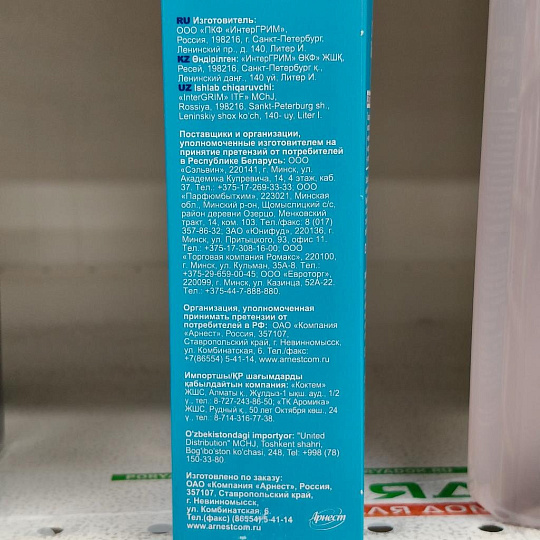 RU Изготовитель:
ООО «ПКФ «ИнтерГРИМ»,
Россия, 198216, г. Санкт-Петербург,
Ленинский пр., д. 140, Литер И.
KZ Өндірілген: «ИнтерГРИМ» ӨКФ» ЖШҚ,
Ресей, 198216, Санкт-Петербург қ.,
Ленинский даңғ., 140 үй. Литер И.
UZ Ishlab chiqaruvchi:
«InterGRIM» ITF» MChJ,
Rossiya, 198216, Sankt-Peterburg sh.,
Leninskiy shox ko'ch, 140- uy. Liter I.
Поставщики и организации,
уполномоченные изготовителем на
принятие претензий от потребителей
в Республике Беларусь: ООО
«Сэльвин», 220141, г. Минск, ул.
Академика Купревича, 14, 4 этаж, каб.
37. Тел.: +375-17-269-33-33; ООО
«Парфюмбытхим», 223021, Минская
обл., Минский р-он, Щомыслицкий с/с,
район деревни Озерцо, Менковский
тракт, 14, ком. 103. Тел./факс: 8 (017)
357-86-32; ЗАО «Юнифуд», 220136, г.
Минск, ул. Притыцкого, 93, офис 11.
Тел.: +375-17-308-16-00; ООО
«Торговая компания Ромакс», 220100,
г. Минск, ул. Кульман, 35А-8. Тел.:
+375-29-659-00-45; ООО «Евроторг»,
220099, г. Минск, ул. Казинца, 52А-22.
Тел.: +375-44-7-888-880.
Организация, уполномоченная
принимать претензии от
потребителей в РФ: ОАО «Компания
«Арнест», Россия, 357107,
Ставропольский край, г. Невинномысск,
ул. Комбинатская, 6. Тел./факс:
+7(86554) 5-41-14, www.arnestcom.ru
Импортшы/ҚР шағымдарды
қабылдайтын компания: «Коктем»
ЖШС, Алматы қ., Жұлдыз-1 ықш. ауд., 1/2
ү., тел.: 8-727-243-86-50; «ТК Аромика»
ЖШС, Рудный қ., 50 лет Октября көш., 24
ү., тел.: 8-714-316-77-38.
O'zbekistondagi importyor: "United
Distribution" MCHJ, Toshkent shahri,
Bog'ibo'ston ko'chasi, 248, Tel: +998 (78)
150-33-80.
Изготовлено по заказу:
ОАО «Компания «Арнест», Россия,
357107, Ставропольский край,
г. Невинномысск,
ул. Комбинатская, 6.
Тел.(факс) (86554) 5-41-14
www.arnestcom.ru
Арнест